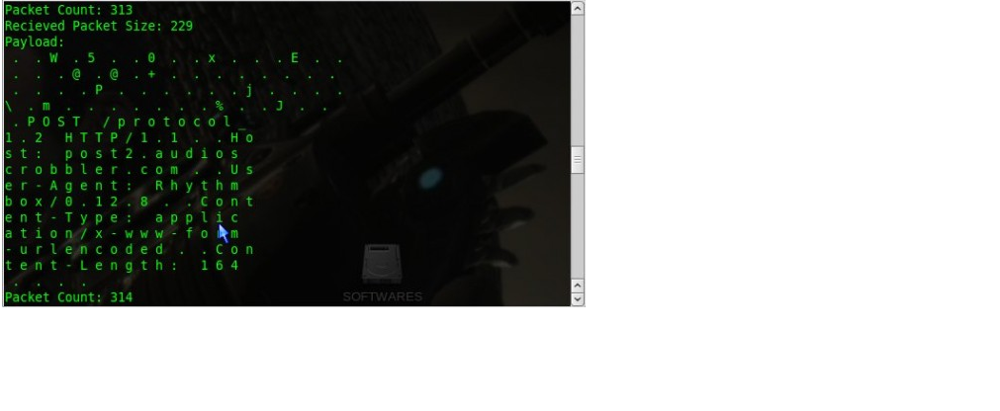 Packet Count: 313
Recieved Packet Size: 229
Payload:
. . W . 5 . . 0 . . x . . . E . .
. . . @ . @ . + . . . . . . . .
. . . . P . . . . . . j . . . .
\ . m . . . . . . . % . . J . .
. P O S T   / p r o t o c o l _
1 . 2   H T T P / 1 . 1 . . H o
s t :   p o s t 2 . a u d i o s
c r o b b l e r . c o m . . U s
e r - A g e n t :   R h y t h m
b o x / 0 . 1 2 . 8 . . C o n t
e n t - T y p e :   a p p l i c
a t i o n / x - w w w - f o r m
- u r l e n c o d e d . . C o n
t e n t - L e n g t h :   1 6 4
. . . .
Packet Count: 314
SOFTWARES